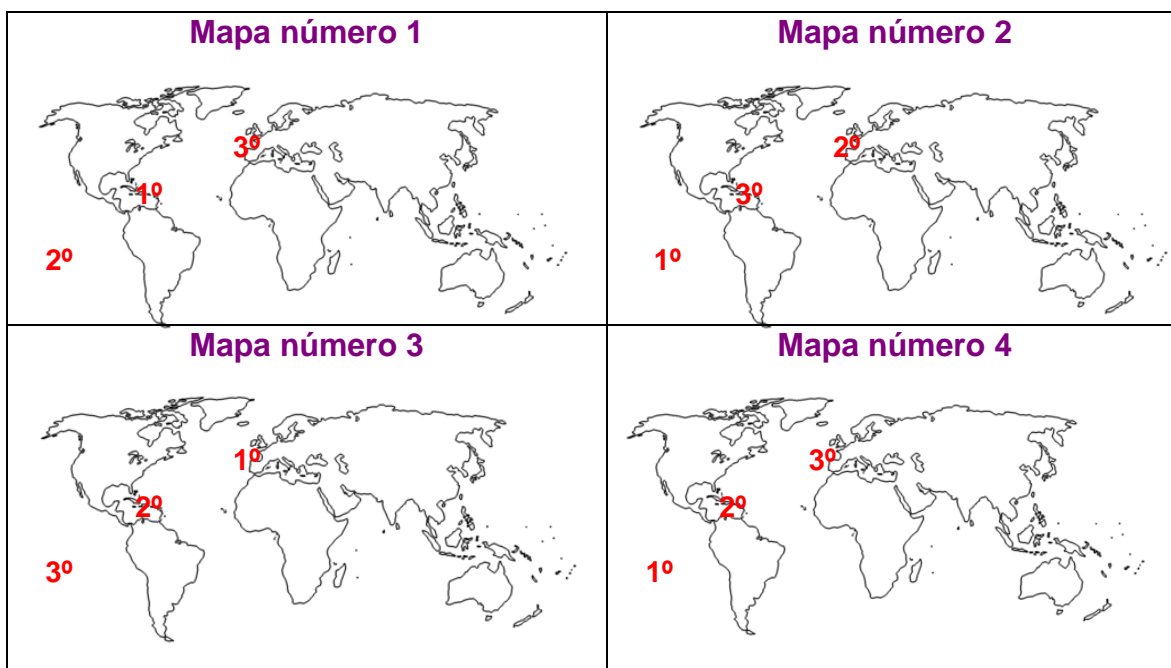 Mapa número 1
3º
1º
2º
Mapa número 2
2º
3º
1º
Mapa número 3
1º
2º
3º
Mapa número 4
3º
2º
1º